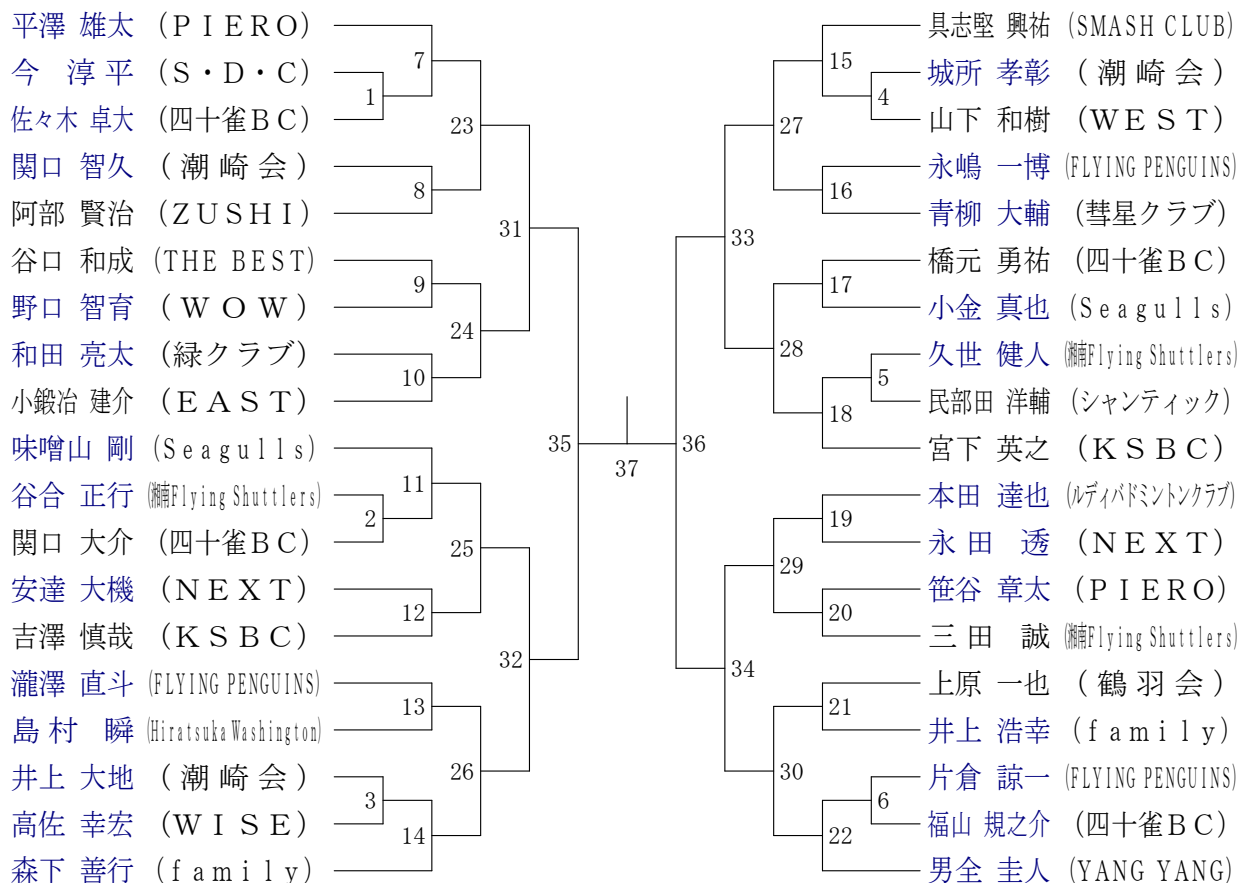 平澤 雄太 (PIERO)
今 淳平 (S・D・C)
佐々木 卓大 (四十雀BC)
関口 智久 (潮崎会)
阿部 賢治 (ZUSHI)
谷口 和成 (THE BEST)
野口 智育 (WOW)
和田 亮太 (緑クラブ)
小鍛冶 建介 (EAST)
味噌山 剛 (Seagulls)
谷合 正行 (湘南Flying Shuttlers)
関口 大介 (四十雀BC)
安達 大機 (NEXT)
吉澤 慎哉 (KSBC)
瀧澤 直斗 (FLYING PENGUINS)
島村 瞬 (Hiratsuka Washington)
井上 大地 (潮崎会)
高佐 幸宏 (WISE)
森下 善行 (family)
7
1
23
8
31
9
24
10
35
11
2
25
12
32
13
26
3
14
37
15
4
27
16
33
17
28
5
18
36
19
29
20
34
21
30
6
22
具志堅 興祐 (SMASH CLUB)
城所 孝彰 (潮崎会)
山下 和樹 (WEST)
永嶋 一博 (FLYING PENGUINS)
青柳 大輔 (彗星クラブ)
橋元 勇祐 (四十雀BC)
小金 真也 (Seagulls)
久世 健人 (湘南Flying Shuttlers)
民部田 洋輔 (シャンティック)
宮下 英之 (KSBC)
本田 達也 (ルディバドミントンクラブ)
永田 透 (NEXT)
笹谷 章太 (PIERO)
三田 誠 (湘南Flying Shuttlers)
上原 一也 (鶴羽会)
井上 浩幸 (family)
片倉 諒一 (FLYING PENGUINS)
福山 規之介 (四十雀BC)
男全 圭人 (YANG YANG)